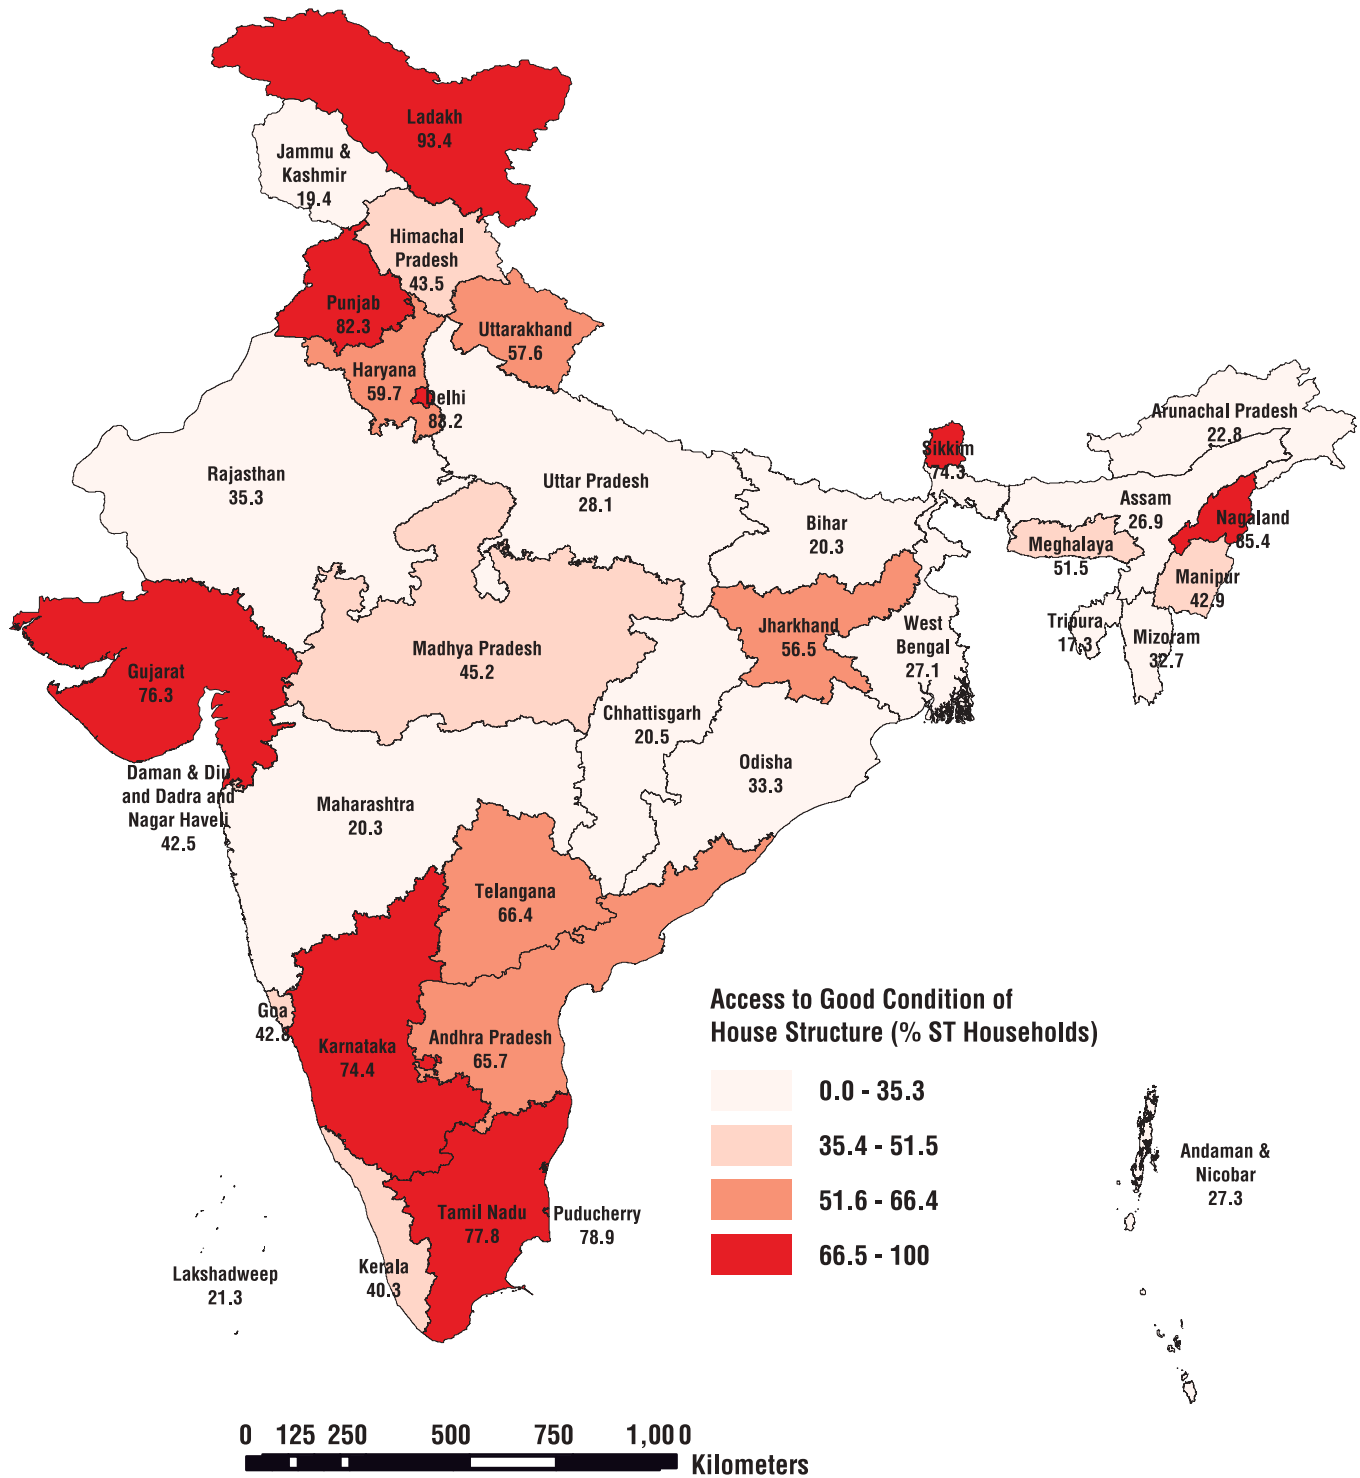 Ladakh
93.4
Jammu &
Kashmir
19.4
Himachal
Pradesh
43.5
Punjab
82.3
Uttarakhand
57.6
Haryana
59.7
Delhi
83.2
Arunachal Pradesh
22.8
Sikkim
74.3
Rajasthan
35.3
Uttar Pradesh
28.1
Assam
26.9
Nagaland
85.4
Bihar
20.3
Meghalaya
51.5
Manipur
42.9
Tripura
17.3
Mizoram
32.7
Jharkhand
56.5
West
Bengal
27.1
Madhya Pradesh
45.2
Gujarat
76.3
Chhattisgarh
20.5
Odisha
33.3
Daman & Diu
and Dadra and
Nagar Haveli
42.5
Maharashtra
20.3
Telangana
66.4
Goa
42.8
Karnataka
74.4
Andhra Pradesh
65.7
Access to Good Condition of
House Structure (% ST Households)
0.0 - 35.3
35.4 - 51.5
51.6 - 66.4
66.5 - 100
Andaman &
Nicobar
27.3
Tamil Nadu
77.8
Puducherry
78.9
Kerala
40.3
Lakshadweep
21.3
0 125 250 500 750 1,000
Kilometers